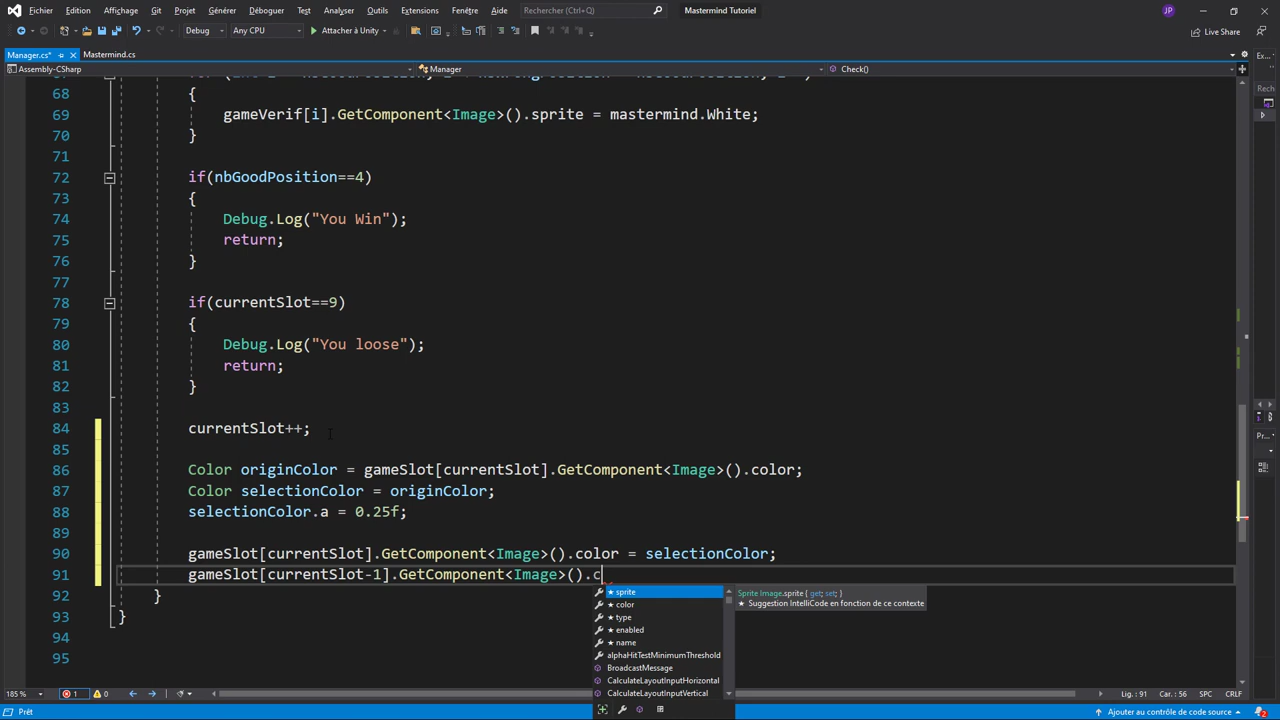 Fichier Edition Affichage Git Projet Générer Déboguer Test Analyser Outils Extensions Fenêtre Aide Rechercher (Ctrl+Q) Mastermind Tutoriel JP
Debug Any CPU Attacher à Unity Live Share
Manager.cs* Mastermind.cs Ex...
Assembly-CSharp Manager Check()
Rech
68 {
69 gameVerif[i].GetComponent<Image>().sprite = mastermind.White;
70 }
71
72 if(nbGoodPosition==4)
73 {
74 Debug.Log("You Win");
75 return;
76 }
77
78 if(currentSlot==9)
79 {
80 Debug.Log("You loose");
81 return;
82 }
83
84 currentSlot++;
85
86 Color originColor = gameSlot[currentSlot].GetComponent<Image>().color;
87 Color selectionColor = originColor;
88 selectionColor.a = 0.25f;
89
90 gameSlot[currentSlot].GetComponent<Image>().color = selectionColor;
91 gameSlot[currentSlot-1].GetComponent<Image>().c
92 }
93 }
94
95
★ sprite
★ color
★ type
★ enabled
★ name
alphaHitTestMinimumThreshold
BroadcastMessage
CalculateLayoutInputHorizontal
CalculateLayoutInputVertical
Sprite Image.sprite { get; set; }
★ Suggestion IntelliCode en fonction de ce contexte
Pr...
185 % 1 0 Lig. : 91 Car. : 56 SPC CRLF
Prêt Ajouter au contrôle de code source 2